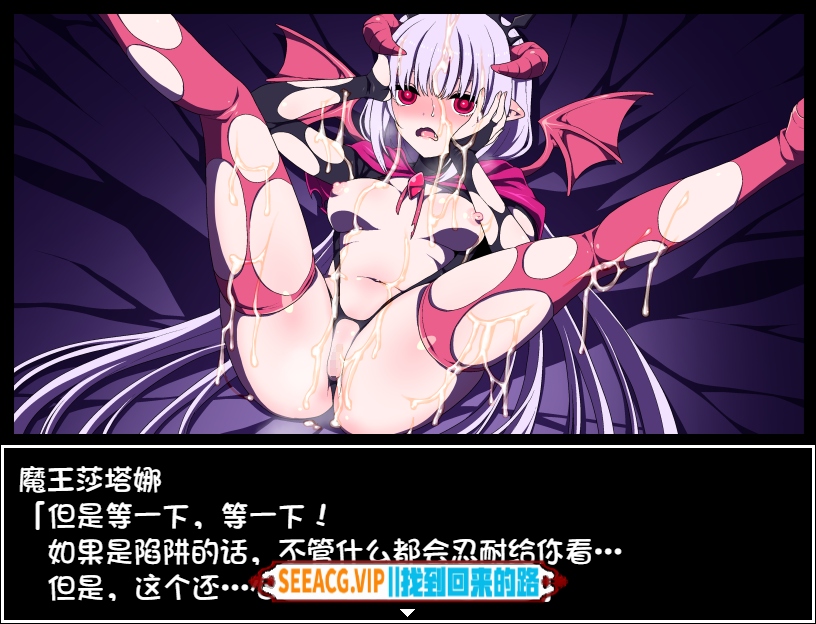 魔王莎塔娜
「但是等一下，等一下！
如果是陷阱的话，不管什么都会忍耐给你看…
但是，这个还…
SEEACG.VIP||找到回来的路